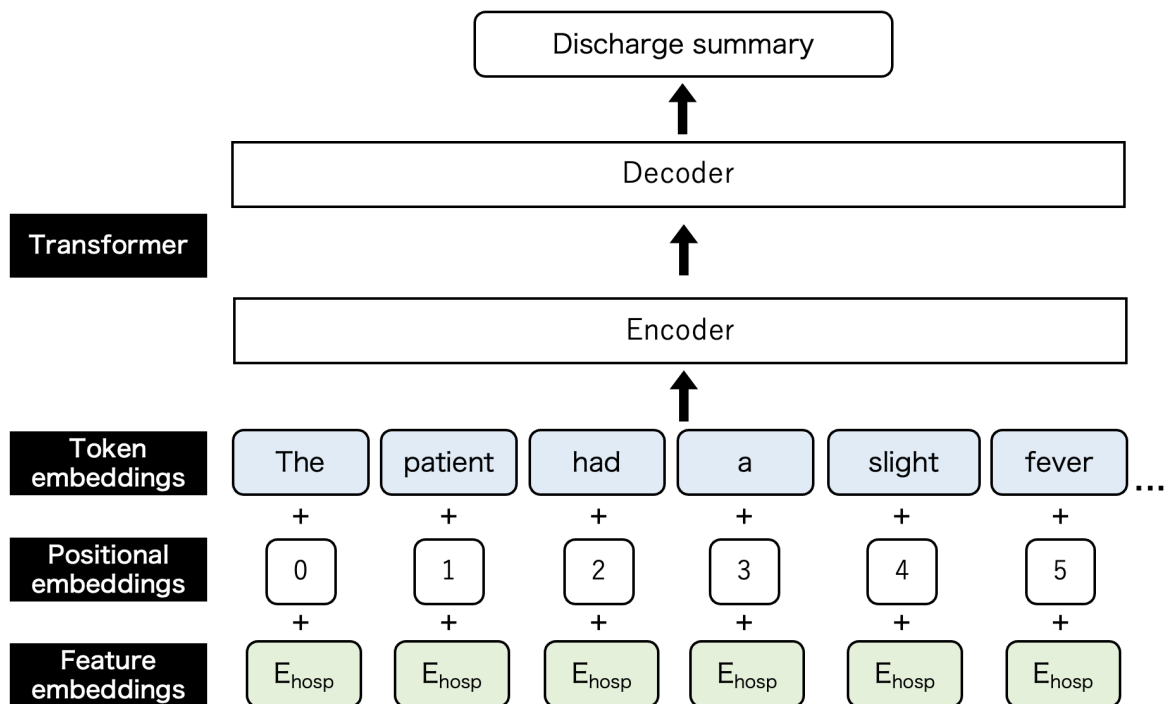 Discharge summary
Decoder
Transformer
Encoder
Token embeddings
The patient had a slight fever ...
+ + + + + +
Positional embeddings
0 1 2 3 4 5
+ + + + + +
Feature embeddings
E_hosp E_hosp E_hosp E_hosp E_hosp E_hosp